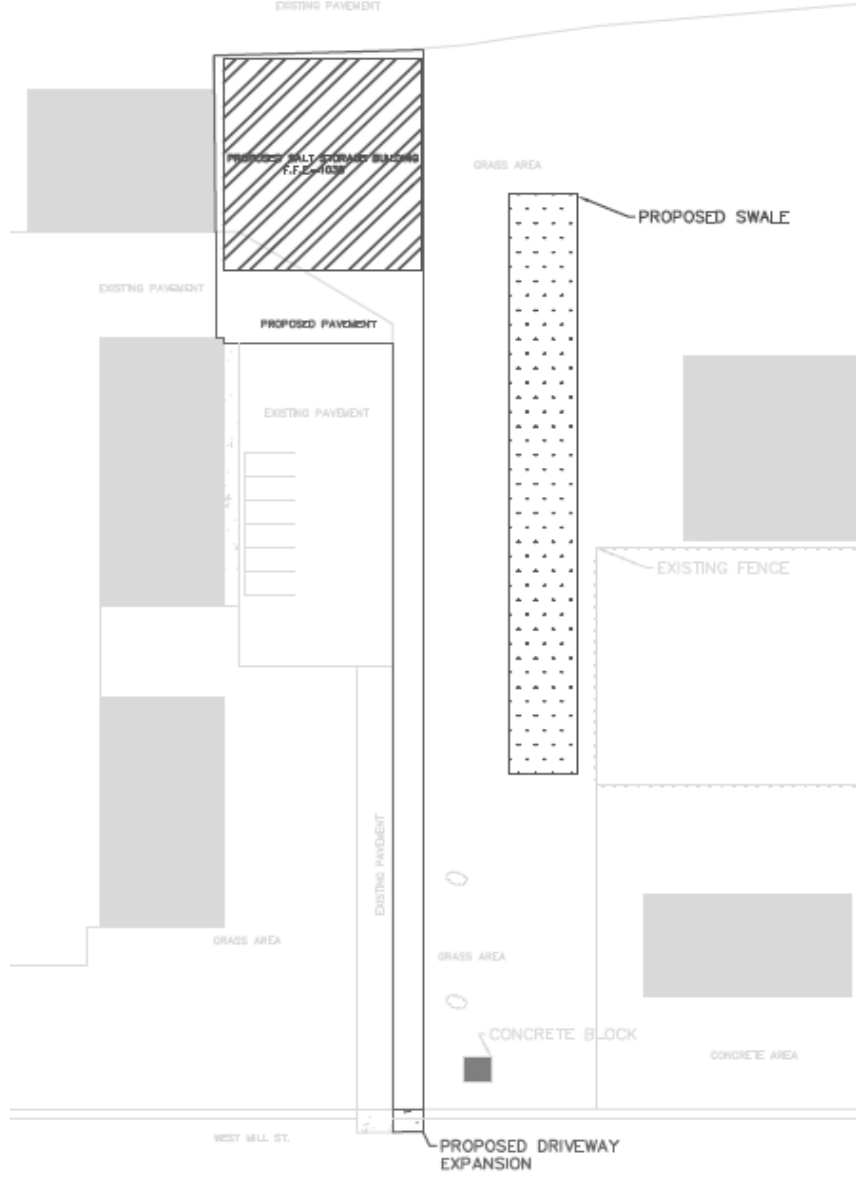 EXISTING PAVEMENT
PROPOSED SALT STORAGE BUILDING
F.F.E.=1036
GRASS AREA
PROPOSED SWALE
EXISTING PAVEMENT
PROPOSED PAVEMENT
EXISTING PAVEMENT
EXISTING FENCE
EXISTING PAVEMENT
GRASS AREA
GRASS AREA
CONCRETE BLOCK
CONCRETE AREA
WEST MILL ST.
PROPOSED DRIVEWAY
EXPANSION